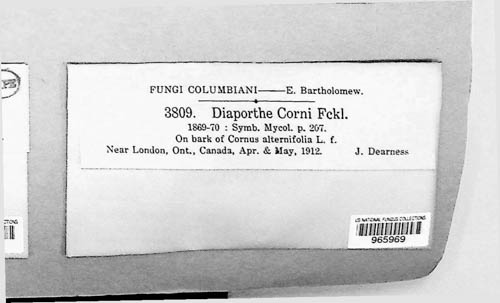 FUNGI COLUMBIANI—E. Bartholomew.
3809. Diaporthe Corni Fckl.
1869-70 : Symb. Mycol. p. 207.
On bark of Cornus alternifolia L. f.
Near London, Ont., Canada, Apr. & May, 1912. J. Dearness
US NATIONAL FUNGUS COLLECTIONS
965969